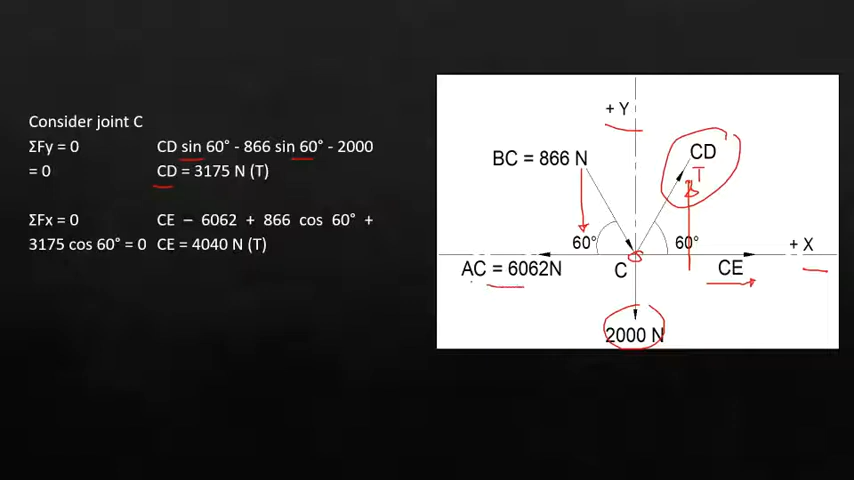 Consider joint C
ΣFy = 0 CD sin 60° - 866 sin 60° - 2000
= 0 CD = 3175 N (T)
ΣFx = 0 CE – 6062 + 866 cos 60° +
3175 cos 60° = 0 CE = 4040 N (T)
+ Y
CD
BC = 866 N
T
60°
60°
+ X
AC = 6062N
C
CE
2000 N